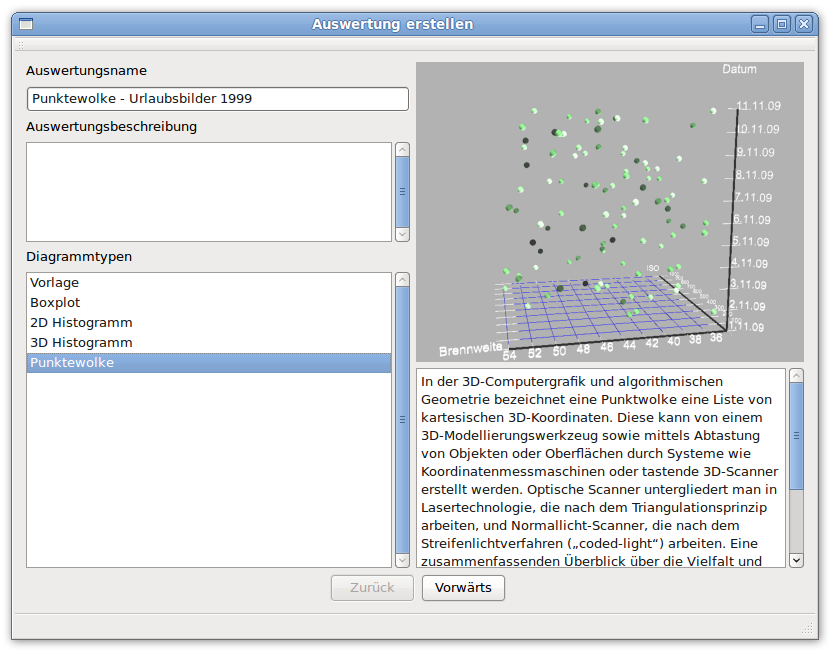 Auswertung erstellen
Auswertungsname
Punktewolke - Urlaubsbilder 1999
Auswertungsbeschreibung
Diagrammtypen
Vorlage
Boxplot
2D Histogramm
3D Histogramm
Punktewolke
Datum
11.11.09
10.11.09
9.11.09
8.11.09
7.11.09
6.11.09
5.11.09
4.11.09
3.11.09
2.11.09
1.11.09
ISO
Brennweite
54 52 50 48 46 44 42 40 38 36
In der 3D-Computergrafik und algorithmischen
Geometrie bezeichnet eine Punktwolke eine Liste von
kartesischen 3D-Koordinaten. Diese kann von einem
3D-Modellierungswerkzeug sowie mittels Abtastung
von Objekten oder Oberflächen durch Systeme wie
Koordinatenmessmaschinen oder tastende 3D-Scanner
erstellt werden. Optische Scanner untergliedert man in
Lasertechnologie, die nach dem Triangulationsprinzip
arbeiten, und Normallicht-Scanner, die nach dem
Streifenlichtverfahren („coded-light“) arbeiten. Eine
zusammenfassenden Überblick über die Vielfalt und
Zurück
Vorwärts